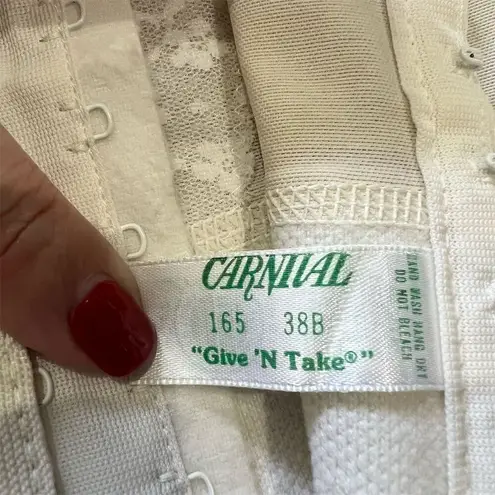 CARNIVAL
165 38B
"Give 'N Take®"
HAND WASH HANG DRY
DO NOT BLEACH